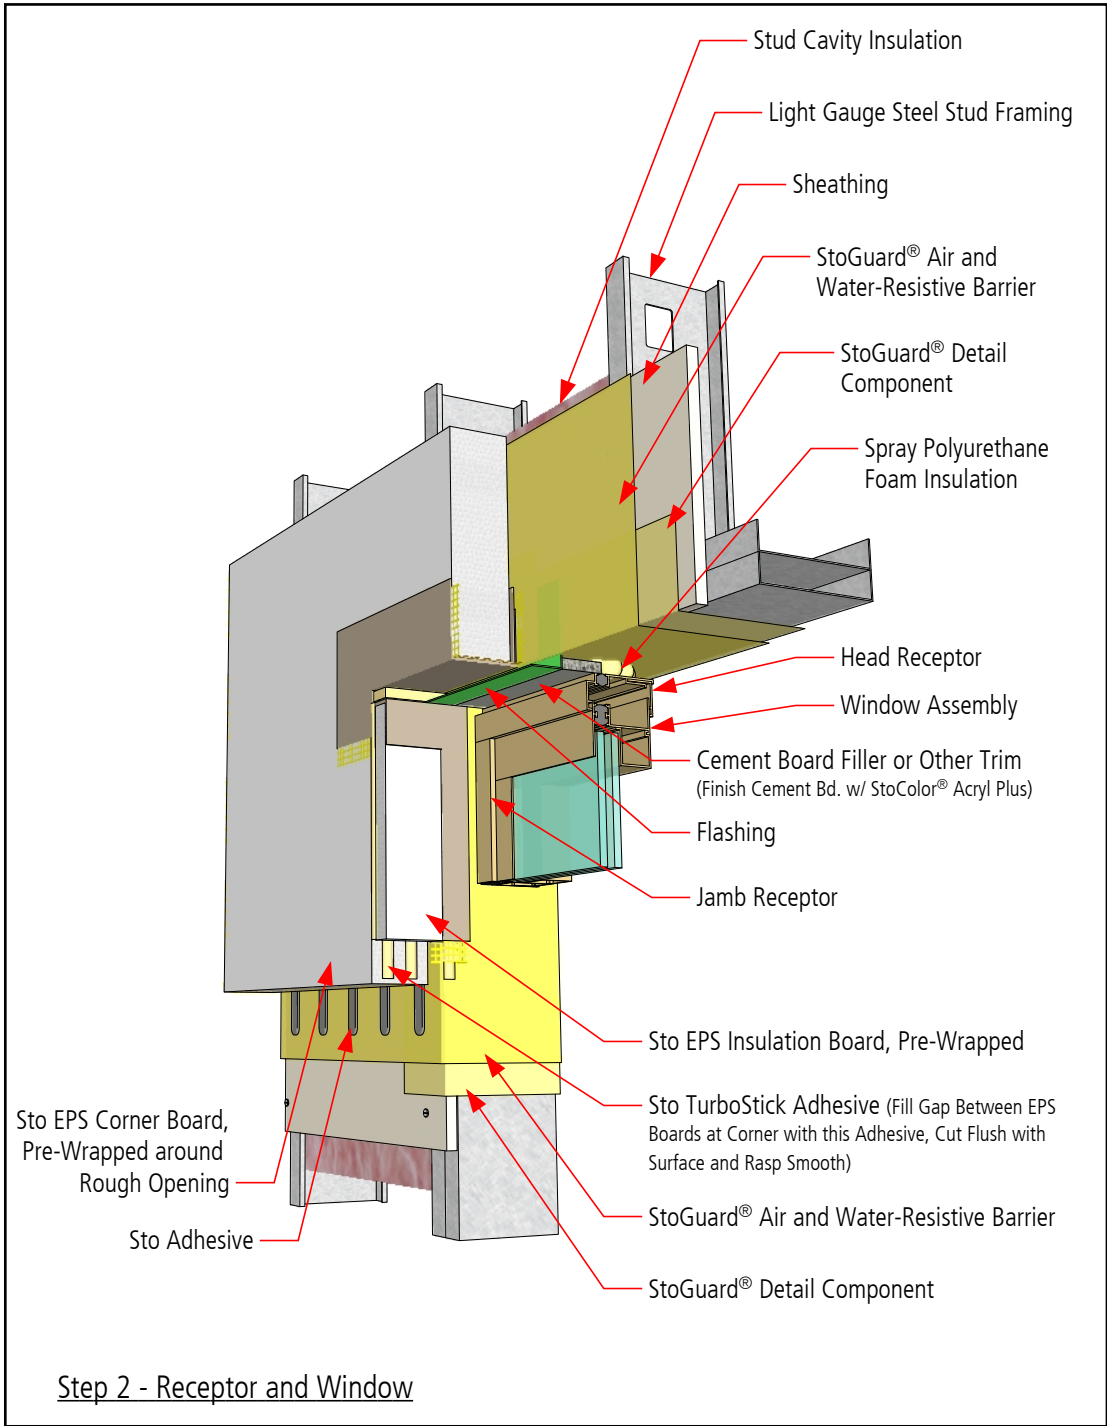 Stud Cavity Insulation
Light Gauge Steel Stud Framing
Sheathing
StoGuard® Air and
Water-Resistive Barrier
StoGuard® Detail
Component
Spray Polyurethane
Foam Insulation
Head Receptor
Window Assembly
Cement Board Filler or Other Trim
(Finish Cement Bd. w/ StoColor® Acryl Plus)
Flashing
Jamb Receptor
Sto EPS Insulation Board, Pre-Wrapped
Sto TurboStick Adhesive (Fill Gap Between EPS
Boards at Corner with this Adhesive, Cut Flush with
Surface and Rasp Smooth)
StoGuard® Air and Water-Resistive Barrier
StoGuard® Detail Component
Sto EPS Corner Board,
Pre-Wrapped around
Rough Opening
Sto Adhesive
Step 2 - Receptor and Window